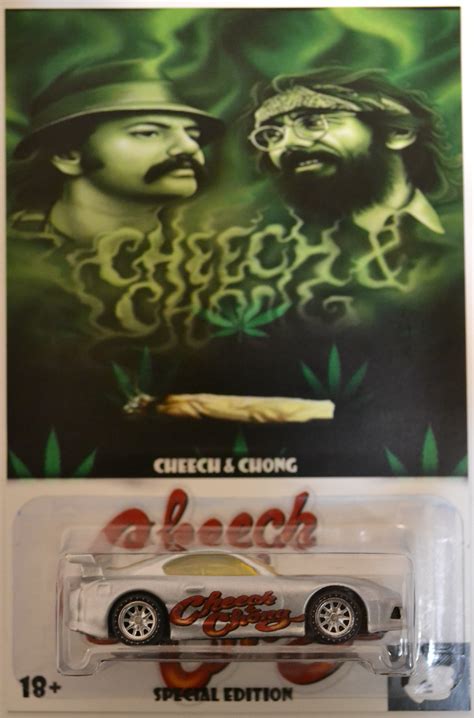 CHEECH &
CHONG
CHEECH & CHONG
Cheech
Cheech
&
Chong
18+
SPECIAL EDITION